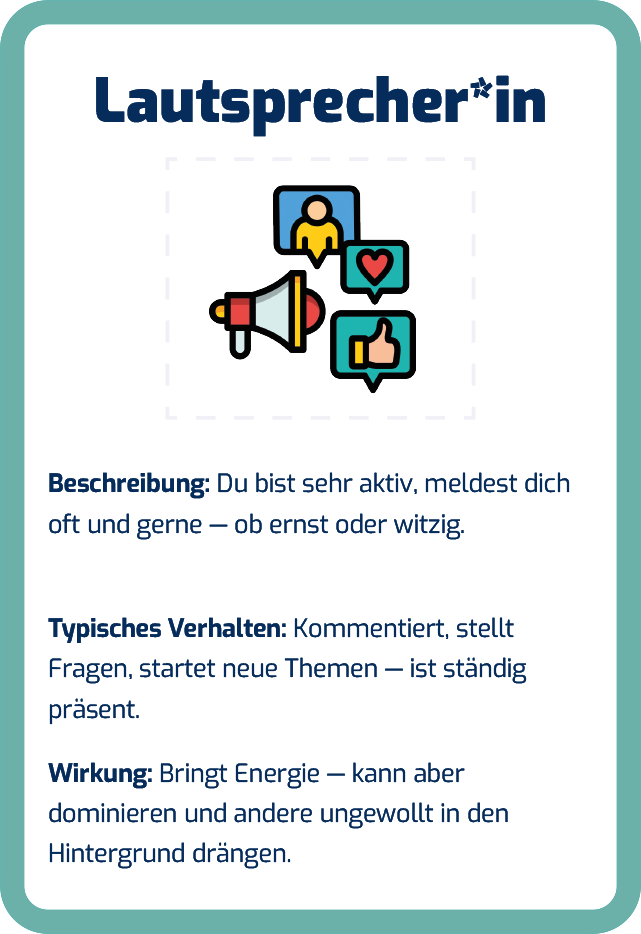 Lautsprecher*in
Beschreibung: Du bist sehr aktiv, meldest dich
oft und gerne – ob ernst oder witzig.
Typisches Verhalten: Kommentiert, stellt
Fragen, startet neue Themen – ist ständig
präsent.
Wirkung: Bringt Energie – kann aber
dominieren und andere ungewollt in den
Hintergrund drängen.